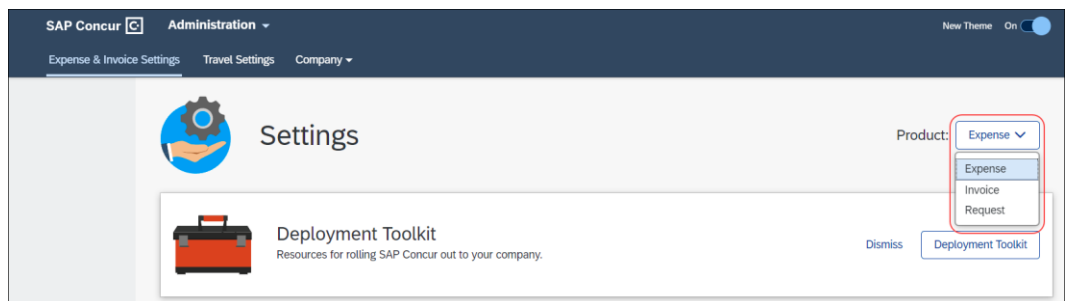 SAP Concur C Administration
New Theme On
Expense & Invoice Settings Travel Settings Company
Settings
Product: Expense
Expense
Invoice
Request
Deployment Toolkit
Resources for rolling SAP Concur out to your company.
Dismiss Deployment Toolkit